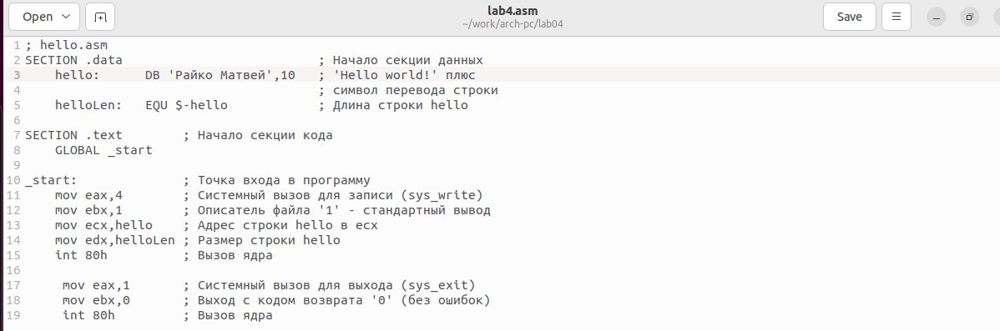 Open
lab4.asm
~/work/arch-pc/lab04
Save
1 ; hello.asm
2 SECTION .data                          ; Начало секции данных
3     hello:      DB 'Райко Матвей',10   ; 'Hello world!' плюс
4                                        ; символ перевода строки
5     helloLen:   EQU $-hello            ; Длина строки hello
6
7 SECTION .text        ; Начало секции кода
8     GLOBAL _start
9
10 _start:              ; Точка входа в программу
11     mov eax,4        ; Системный вызов для записи (sys_write)
12     mov ebx,1        ; Описатель файла '1' - стандартный вывод
13     mov ecx,hello    ; Адрес строки hello в ecx
14     mov edx,helloLen ; Размер строки hello
15     int 80h          ; Вызов ядра
16
17      mov eax,1       ; Системный вызов для выхода (sys_exit)
18      mov ebx,0       ; Выход с кодом возврата '0' (без ошибок)
19      int 80h         ; Вызов ядра